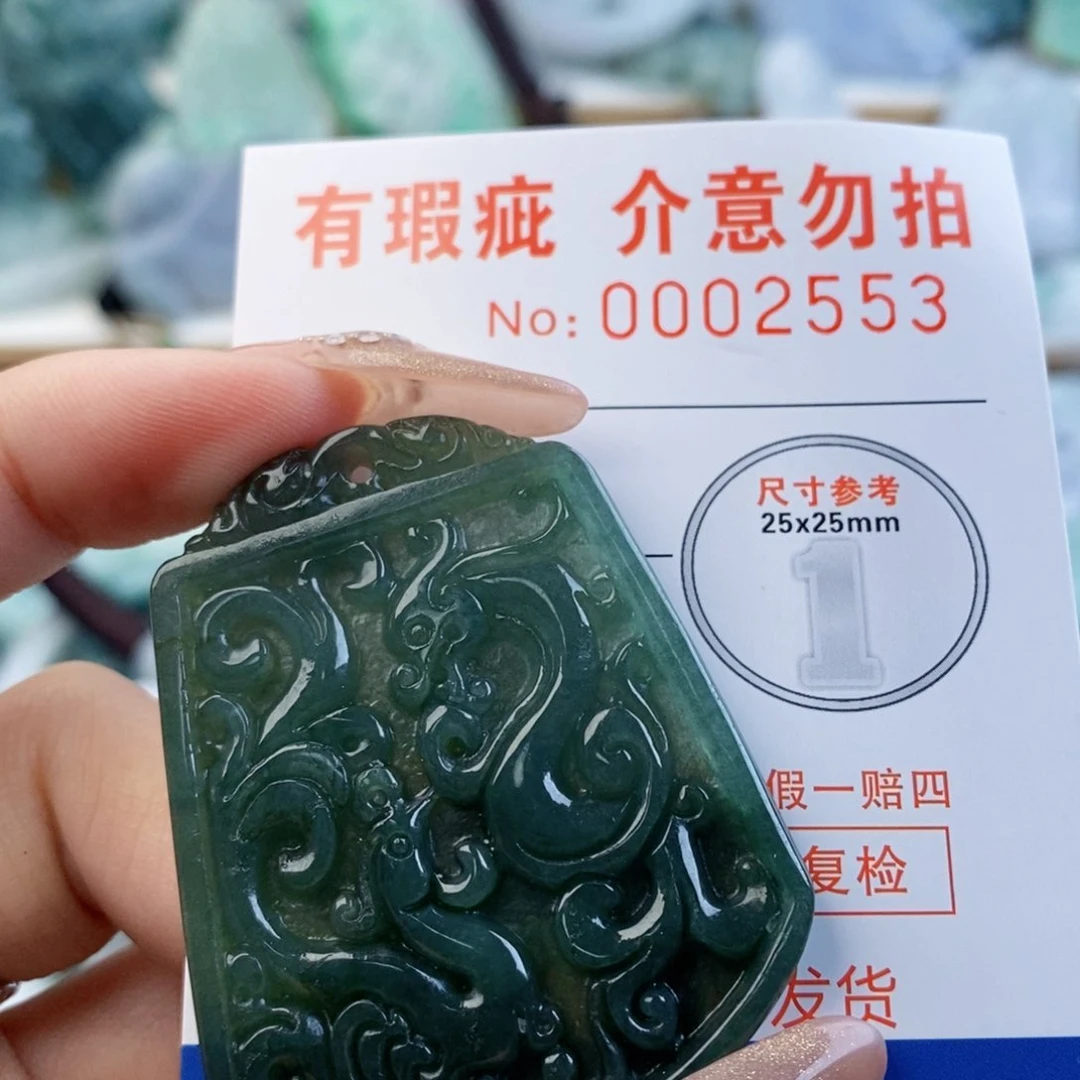 有瑕疵 介意勿拍
No: 0002553
尺寸参考
25x25mm
1
假一赔四
复检
发货